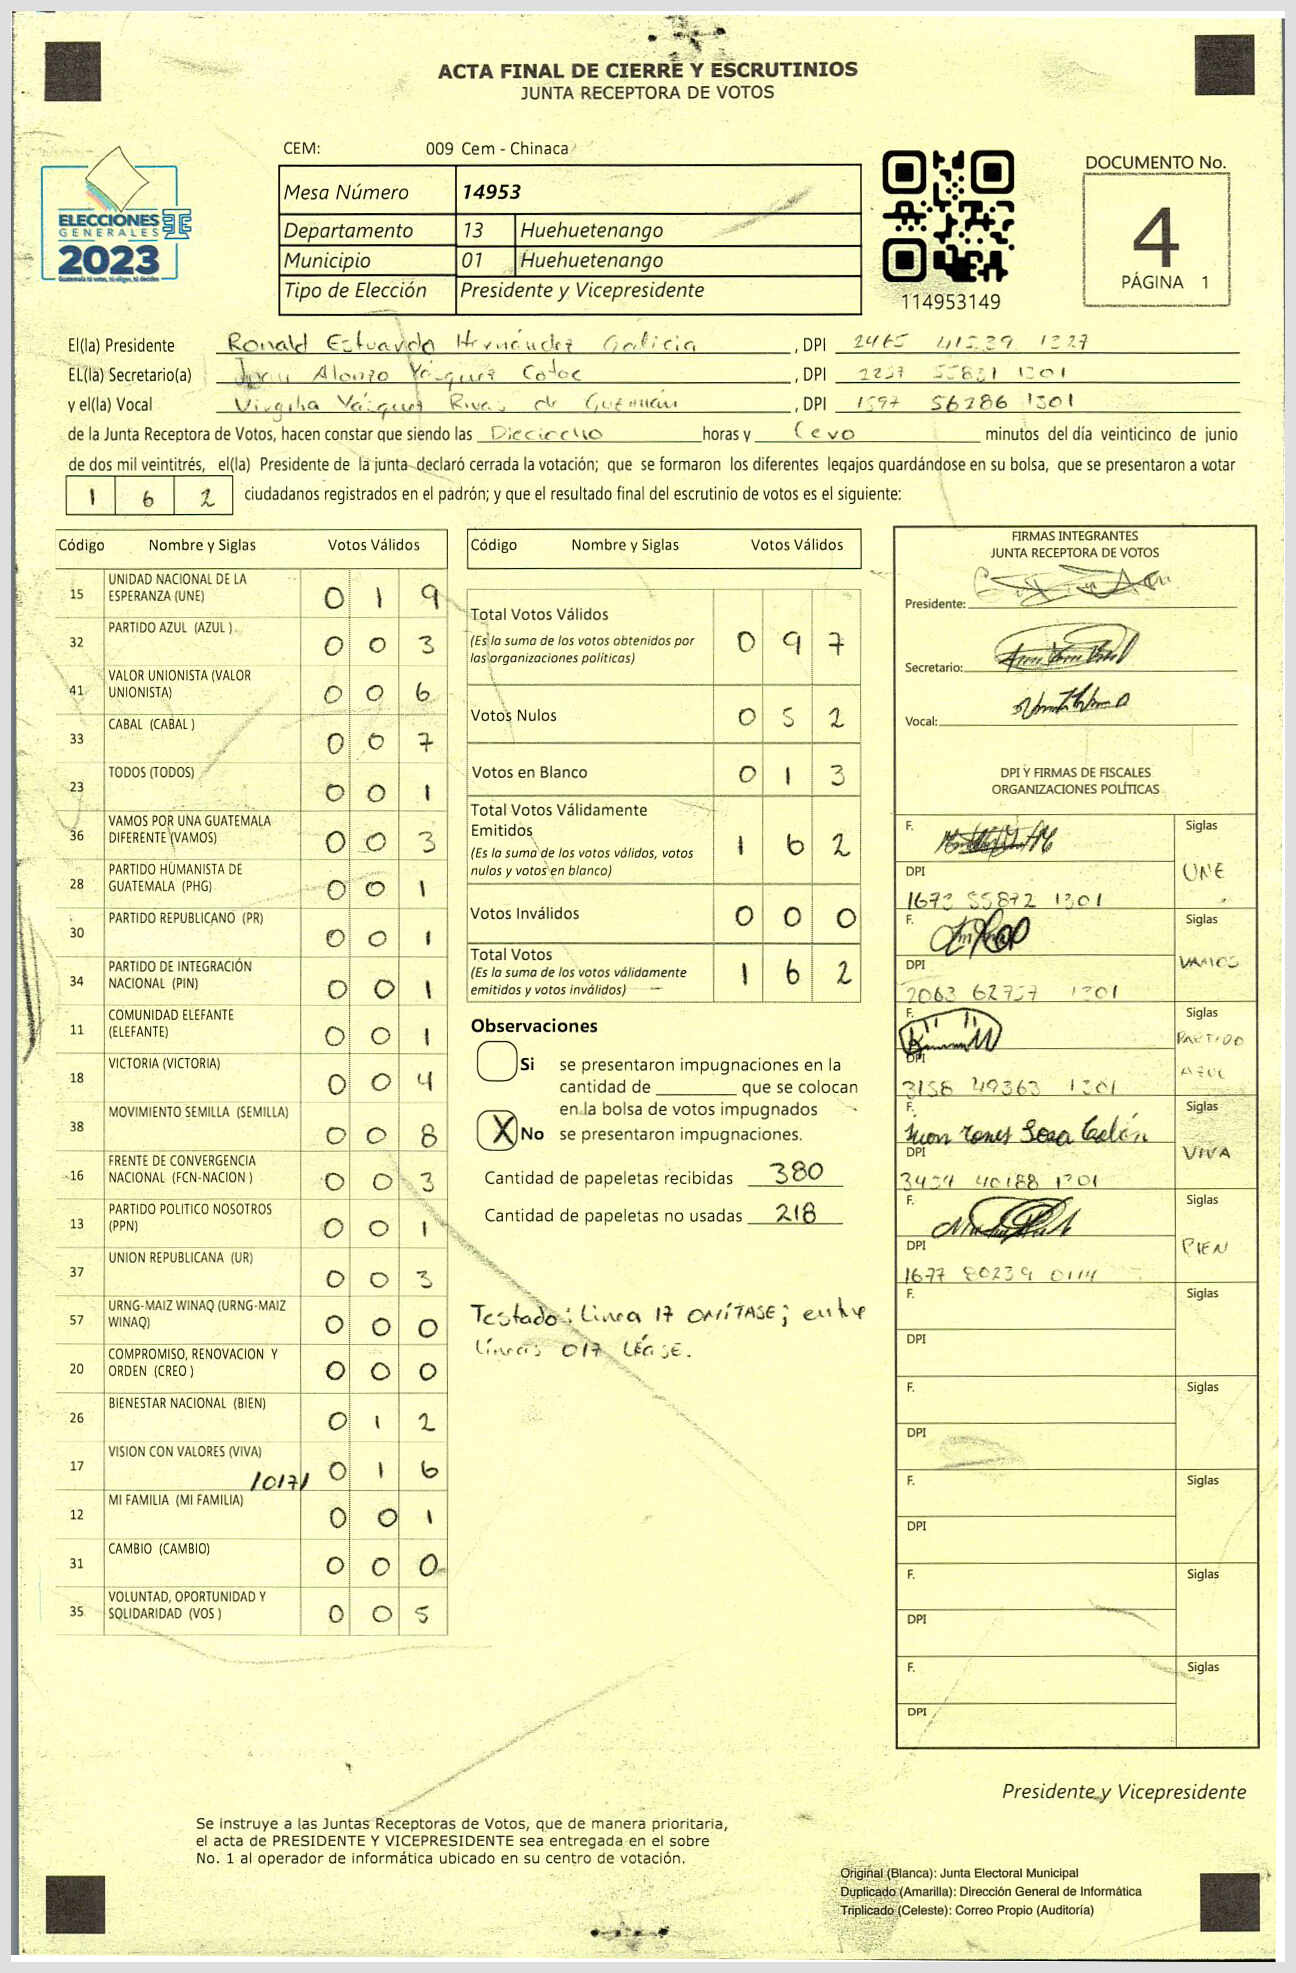 ACTA FINAL DE CIERRE Y ESCRUTINIOS
JUNTA RECEPTORA DE VOTOS
CEM: 009 Cem - Chinaca
ELECCIONES
GENERALES
2023
Mesa Número 14953
Departamento 13 Huehuetenango
Municipio 01 Huehuetenango
Tipo de Elección Presidente y Vicepresidente
114953149
DOCUMENTO No.
4
PÁGINA 1
El(la) Presidente Ronald Estuardo Hernández Galicia, DPI 2465 41539 1327
EL(la) Secretario(a) Alonzo Vásquez Cotoc, DPI 2257 55831 1301
y el(la) Vocal Virgilia Vásquez Rivas de Guzmán, DPI 1597 56286 1301
de la Junta Receptora de Votos, hacen constar que siendo las Dieciocho horas y Cero minutos del día veinticinco de junio
de dos mil veintitrés, el(la) Presidente de la junta declaró cerrada la votación; que se formaron los diferentes legajos guardándose en su bolsa, que se presentaron a votar
1 6 2 ciudadanos registrados en el padrón; y que el resultado final del escrutinio de votos es el siguiente:
Código Nombre y Siglas Votos Válidos
15 UNIDAD NACIONAL DE LA ESPERANZA (UNE) 0 1 9
32 PARTIDO AZUL (AZUL ) 0 0 3
41 VALOR UNIONISTA (VALOR UNIONISTA) 0 0 6
33 CABAL (CABAL ) 0 0 7
23 TODOS (TODOS) 0 0 1
36 VAMOS POR UNA GUATEMALA DIFERENTE (VAMOS) 0 0 3
28 PARTIDO HUMANISTA DE GUATEMALA (PHG) 0 0 1
30 PARTIDO REPUBLICANO (PR) 0 0 1
34 PARTIDO DE INTEGRACIÓN NACIONAL (PIN) 0 0 1
11 COMUNIDAD ELEFANTE (ELEFANTE) 0 0 1
18 VICTORIA (VICTORIA) 0 0 4
38 MOVIMIENTO SEMILLA (SEMILLA) 0 0 8
16 FRENTE DE CONVERGENCIA NACIONAL (FCN-NACION ) 0 0 3
13 PARTIDO POLITICO NOSOTROS (PPN) 0 0 1
37 UNION REPUBLICANA (UR) 0 0 3
57 URNG-MAIZ WINAQ (URNG-MAIZ WINAQ) 0 0 0
20 COMPROMISO, RENOVACION Y ORDEN (CREO ) 0 0 0
26 BIENESTAR NACIONAL (BIEN) 0 1 2
17 VISION CON VALORES (VIVA) /017/ 0 1 6
12 MI FAMILIA (MI FAMILIA) 0 0 1
31 CAMBIO (CAMBIO) 0 0 0
35 VOLUNTAD, OPORTUNIDAD Y SOLIDARIDAD (VOS ) 0 0 5
Código Nombre y Siglas Votos Válidos
Total Votos Válidos 0 9 7
(Es la suma de los votos obtenidos por
las organizaciones políticas)
Votos Nulos 0 5 2
Votos en Blanco 0 1 3
Total Votos Válidamente
Emitidos 1 6 2
(Es la suma de los votos válidos, votos
nulos y votos en blanco)
Votos Inválidos 0 0 0
Total Votos 1 6 2
(Es la suma de los votos válidamente
emitidos y votos inválidos)
Observaciones
Si se presentaron impugnaciones en la
cantidad de ________ que se colocan
en la bolsa de votos impugnados
X No se presentaron impugnaciones.
Cantidad de papeletas recibidas 380
Cantidad de papeletas no usadas 218
Testado: Línea 17 OMÍTASE; entre
líneas 017 LÉASE.
FIRMAS INTEGRANTES
JUNTA RECEPTORA DE VOTOS
Presidente:
Secretario:
Vocal:
DPI Y FIRMAS DE FISCALES
ORGANIZACIONES POLÍTICAS
F. Siglas
UNE
DPI
1673 55872 1301
F. Siglas
VAMOS
DPI
2063 62757 1301
F. Siglas
PARTIDO
AZUL
DPI
3158 49363 1301
F. Siglas
VIVA
DPI
3454 40188 1301
F. Siglas
BIEN
DPI
1677 80239 0114
F. Siglas
DPI
F. Siglas
DPI
F. Siglas
DPI
F. Siglas
DPI
F. Siglas
DPI
Presidente y Vicepresidente
Se instruye a las Juntas Receptoras de Votos, que de manera prioritaria,
el acta de PRESIDENTE Y VICEPRESIDENTE sea entregada en el sobre
No. 1 al operador de informática ubicado en su centro de votación.
Original (Blanca): Junta Electoral Municipal
Duplicado (Amarilla): Dirección General de Informática
Triplicado (Celeste): Correo Propio (Auditoría)